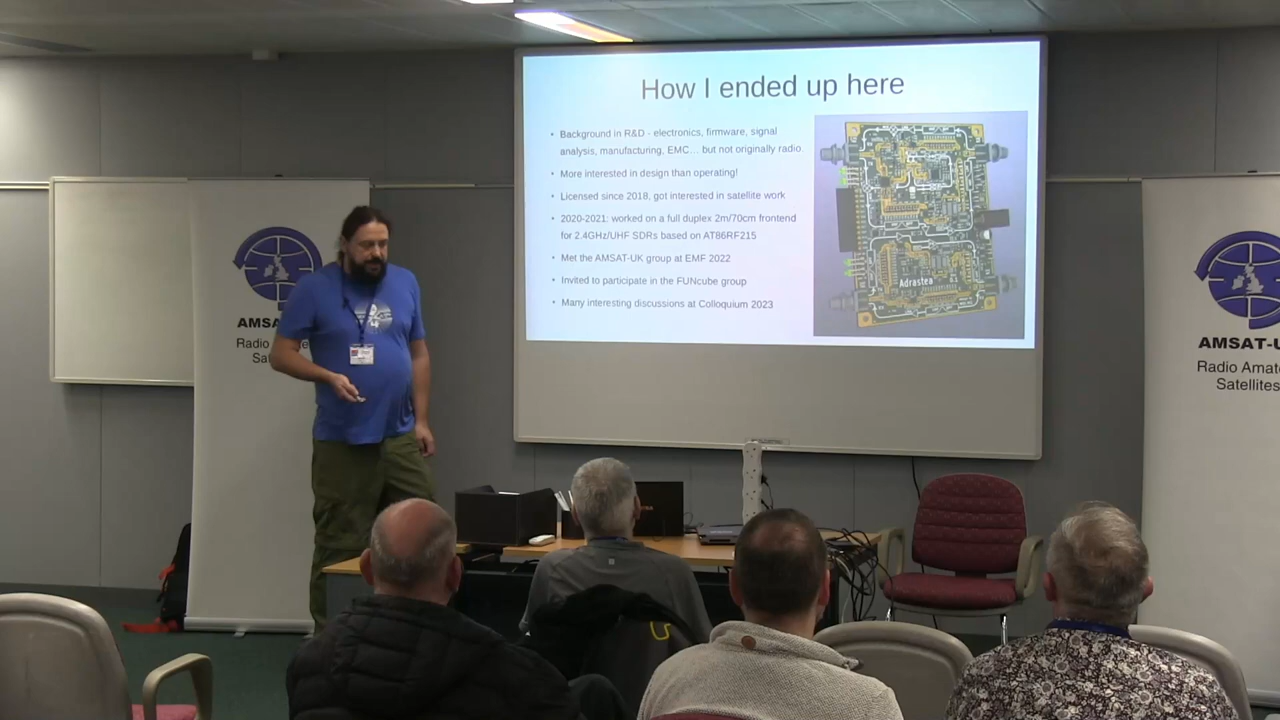 How I ended up here
• Background in R&D - electronics, firmware, signal
analysis, manufacturing, EMC... but not originally radio.
• More interested in design than operating!
• Licensed since 2018, got interested in satellite work
• 2020-2021: worked on a full duplex 2m/70cm frontend
for 2.4GHz/UHF SDRs based on AT86RF215
• Met the AMSAT-UK group at EMF 2022
• Invited to participate in the FUNcube group
• Many interesting discussions at Colloquium 2023
Adrastea
AMSA
Radio
Sa
AMSAT-U
Radio Amate
Satellites